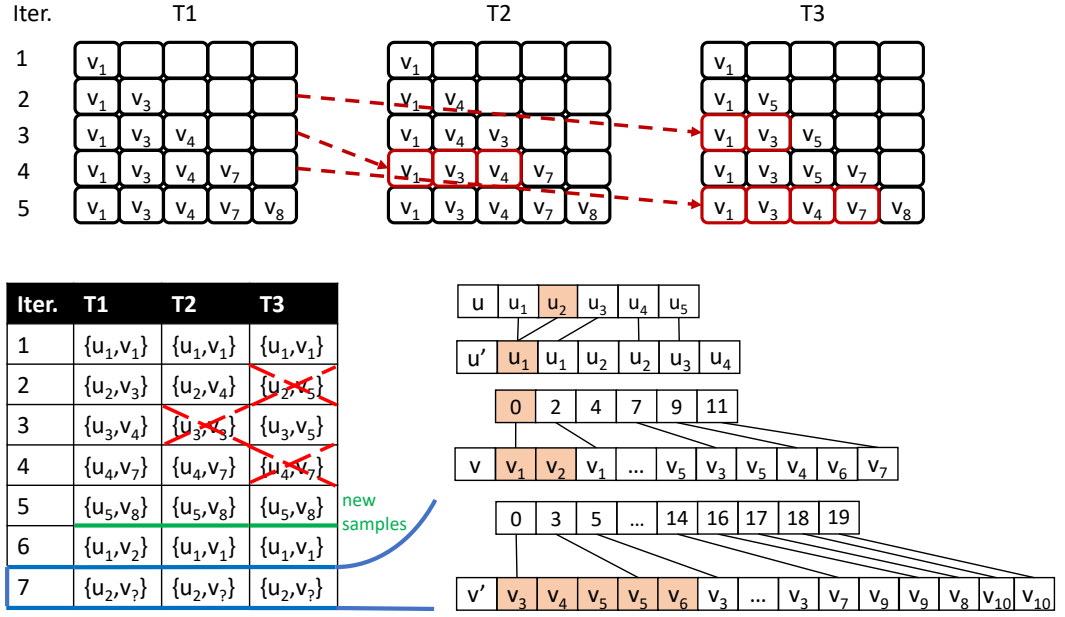 Iter. T1 T2 T3
1 v₁ v₁ v₁
2 v₁ v₃ v₁ v₄ v₁ v₅
3 v₁ v₃ v₄ v₁ v₄ v₃ v₁ v₃ v₅
4 v₁ v₃ v₄ v₇ v₁ v₃ v₄ v₇ v₁ v₃ v₅ v₇
5 v₁ v₃ v₄ v₇ v₈ v₁ v₃ v₄ v₇ v₈ v₁ v₃ v₄ v₇ v₈
Iter. T1 T2 T3
1 {u₁,v₁} {u₁,v₁} {u₁,v₁}
2 {u₂,v₃} {u₂,v₄} {u₂,v₅}
3 {u₃,v₄} {u₃,v₃} {u₃,v₅}
4 {u₄,v₇} {u₄,v₇} {u₄,v₇}
5 {u₅,v₈} {u₅,v₈} {u₅,v₈}
6 {u₁,v₂} {u₁,v₁} {u₁,v₁}
7 {u₂,v?} {u₂,v?} {u₂,v?}
new
samples
u u₁ u₂ u₃ u₄ u₅
u' u₁ u₁ u₂ u₂ u₃ u₄
0 2 4 7 9 11
v v₁ v₂ v₁ ... v₅ v₃ v₅ v₄ v₆ v₇
0 3 5 ... 14 16 17 18 19
v' v₃ v₄ v₅ v₅ v₆ v₃ ... v₃ v₇ v₉ v₉ v₈ v₁₀ v₁₀